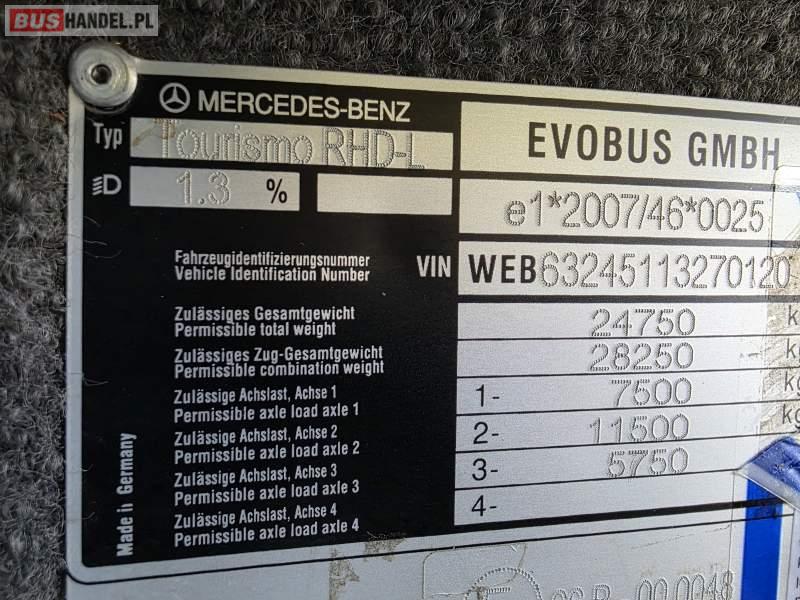 BUSHANDEL.PL
MERCEDES-BENZ
EVOBUS GMBH
Typ Tourismo RHD-L
1.3 %
e1*2007/46*0025
Fahrzeugidentifizierungsnummer
Vehicle Identification Number
VIN WEB63245113270120
Zulässiges Gesamtgewicht
Permissible total weight
24750
Zulässiges Zug-Gesamtgewicht
Permissible combination weight
28250
Zulässige Achslast, Achse 1
Permissible axle load axle 1
1- 7500
Zulässige Achslast, Achse 2
Permissible axle load axle 2
2- 11500
Zulässige Achslast, Achse 3
Permissible axle load axle 3
3- 5750
Zulässige Achslast, Achse 4
Permissible axle load axle 4
4-
Made in Germany